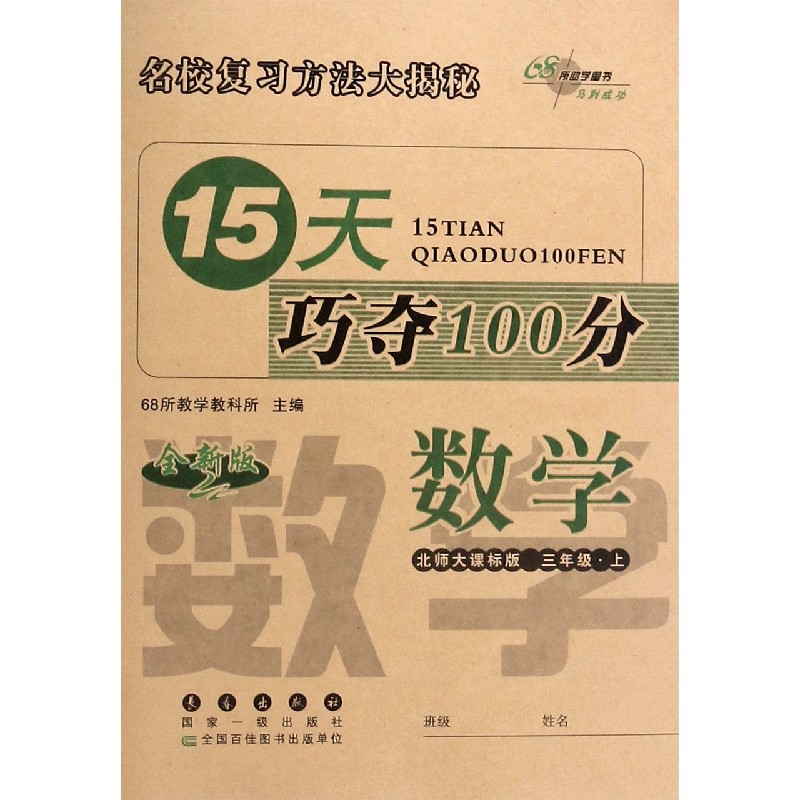 名校复习方法大揭秘
68所助学图书
马到成功
15天
15TIAN
QIAODUO100FEN
巧夺100分
68所教学教科所 主编
全新版
数学
数学
北师大课标版 三年级·上
长春出版社
国家一级出版社
全国百佳图书出版单位
班级 姓名